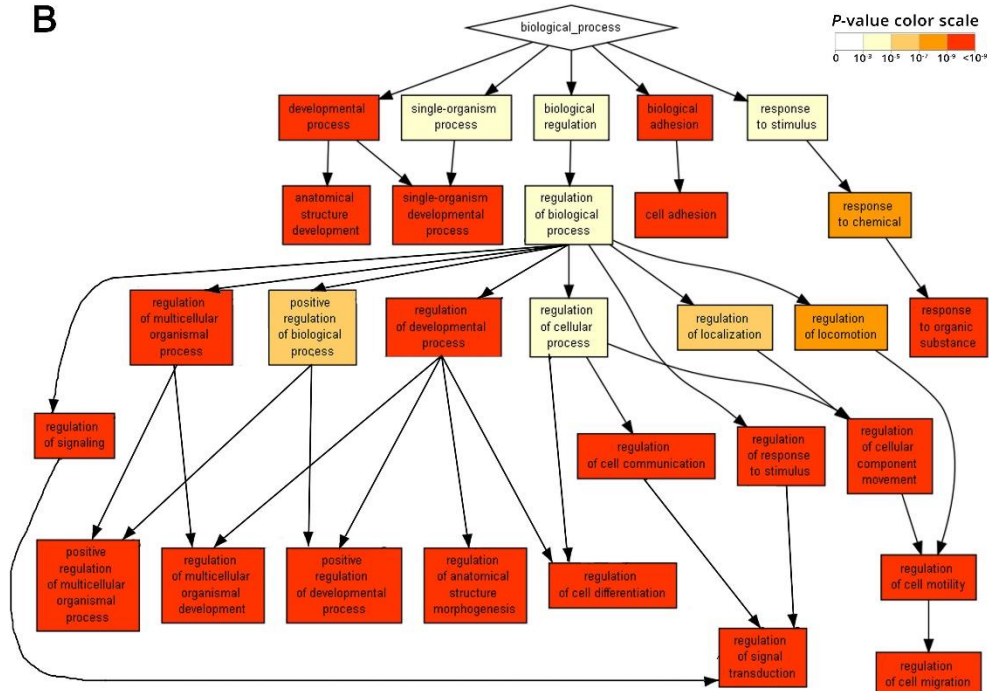 B
biological_process
P-value color scale
0 10⁻³ 10⁻⁵ 10⁻⁷ 10⁻⁹ <10⁻⁹
developmental
process
single-organism
process
biological
regulation
biological
adhesion
response
to stimulus
anatomical
structure
development
single-organism
developmental
process
regulation
of biological
process
cell adhesion
response
to chemical
regulation
of multicellular
organismal
process
positive
regulation
of biological
process
regulation
of developmental
process
regulation
of cellular
process
regulation
of localization
regulation
of locomotion
response
to organic
substance
regulation
of signaling
regulation
of cell communication
regulation
of response
to stimulus
regulation
of cellular
component
movement
positive
regulation
of multicellular
organismal
process
regulation
of multicellular
organismal
development
positive
regulation
of developmental
process
regulation
of anatomical
structure
morphogenesis
regulation
of cell differentiation
regulation
of cell motility
regulation
of signal
transduction
regulation
of cell migration